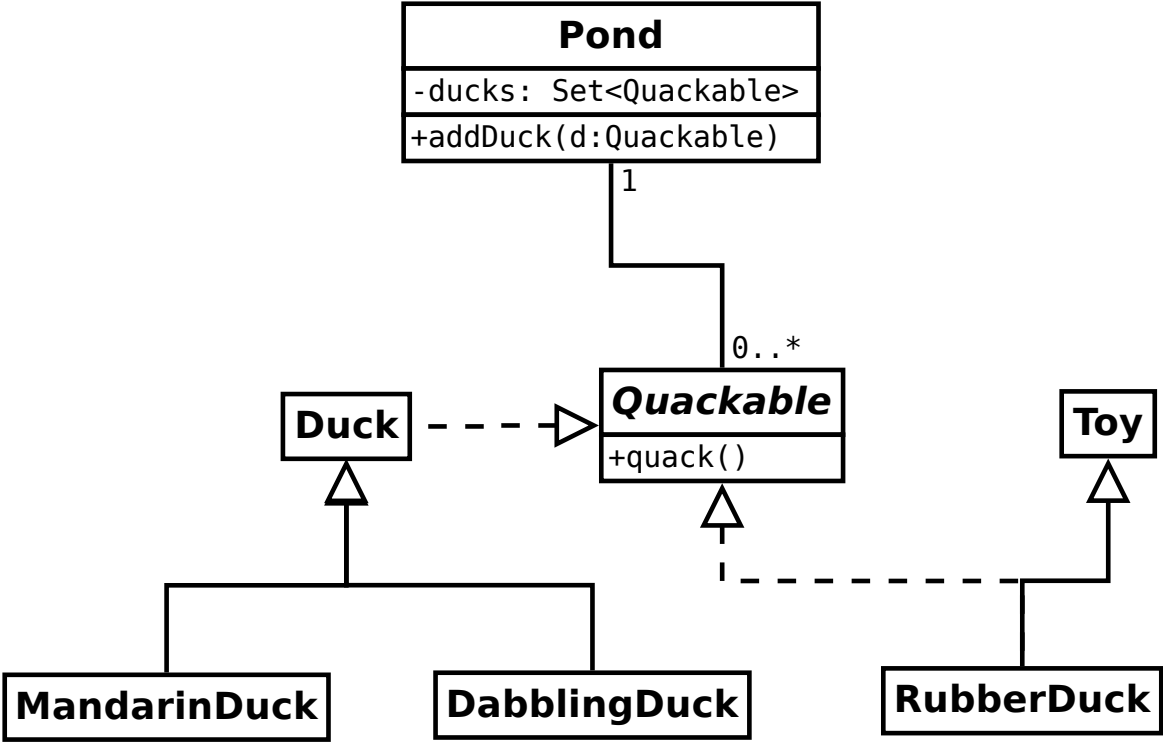 Pond
-ducks: Set<Quackable>
+addDuck(d:Quackable)
1
0..*
Quackable
+quack()
Duck
Toy
MandarinDuck
DabblingDuck
RubberDuck